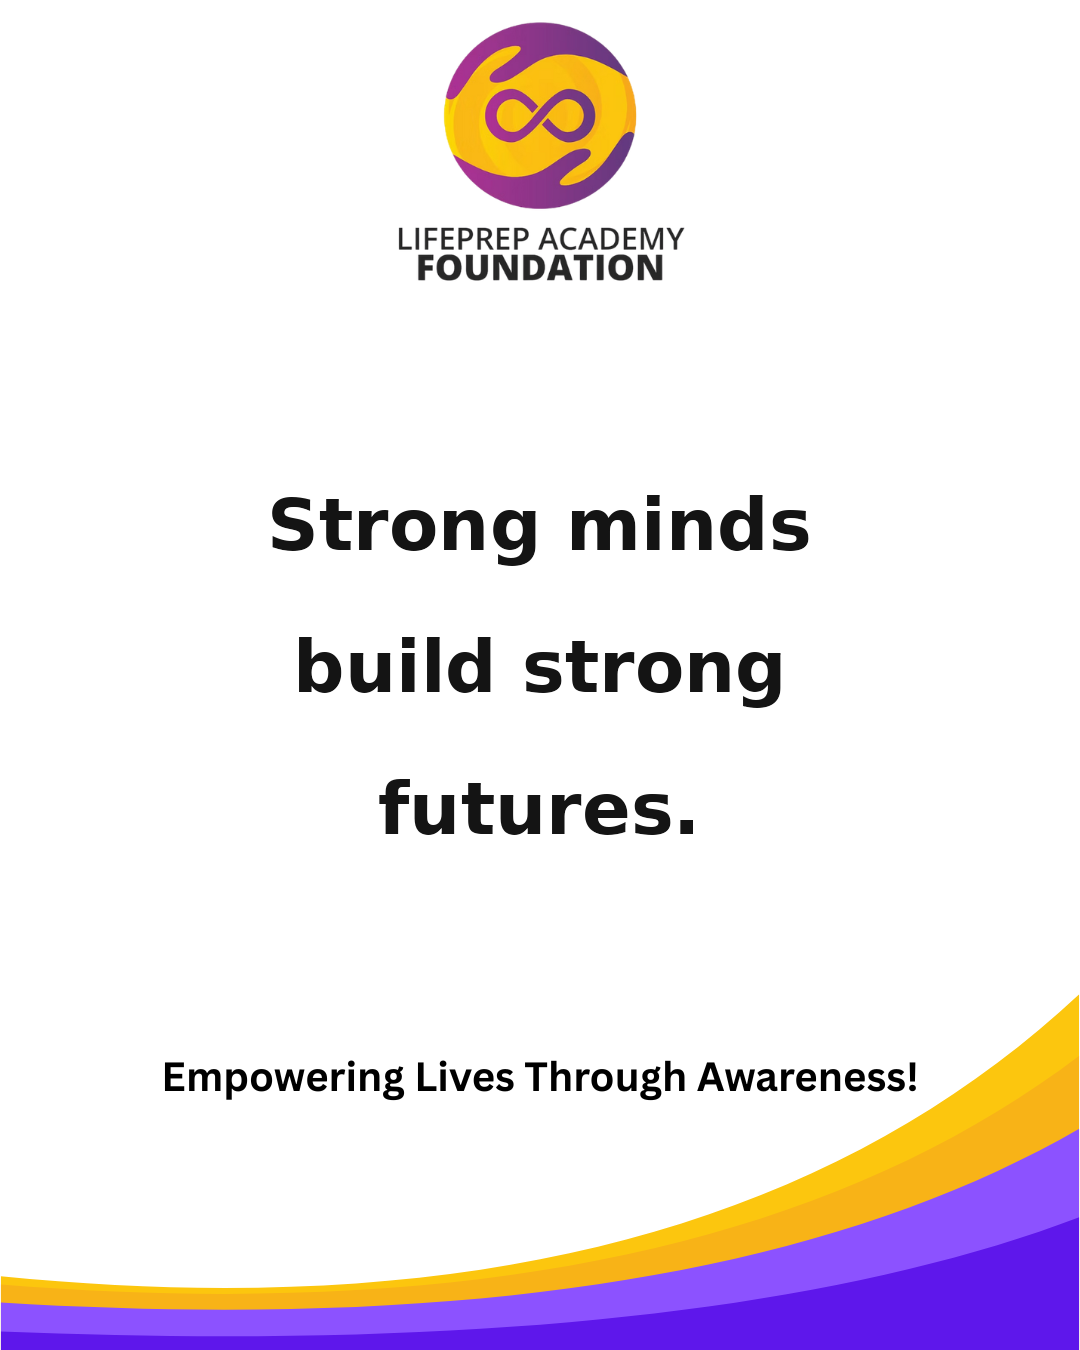 LIFEPREP ACADEMY
FOUNDATION
Strong minds
build strong
futures.
Empowering Lives Through Awareness!